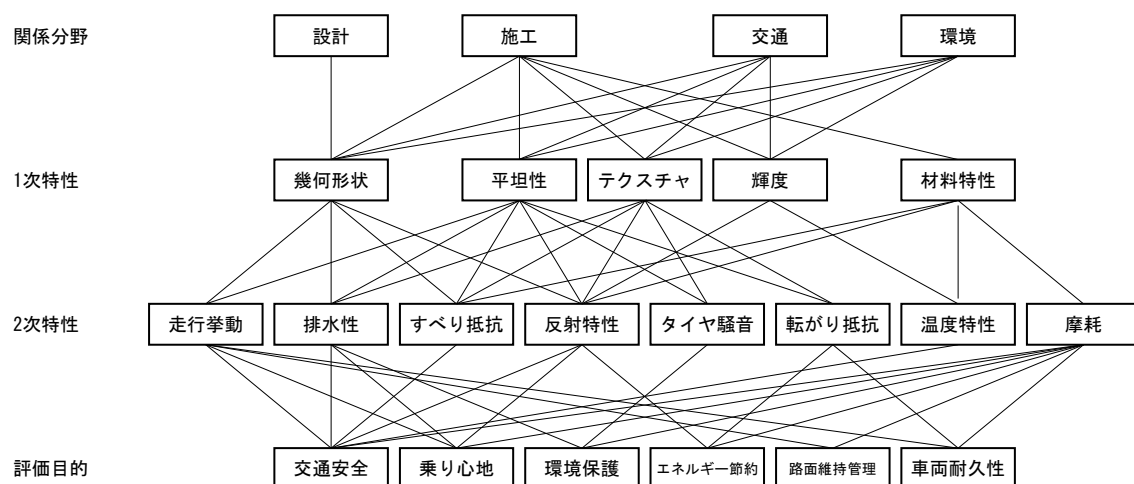 関係分野 設計 施工 交通 環境
1次特性 幾何形状 平坦性 テクスチャ 輝度 材料特性
2次特性 走行挙動 排水性 すべり抵抗 反射特性 タイヤ騒音 転がり抵抗 温度特性 摩耗
評価目的 交通安全 乗り心地 環境保護 エネルギー節約 路面維持管理 車両耐久性